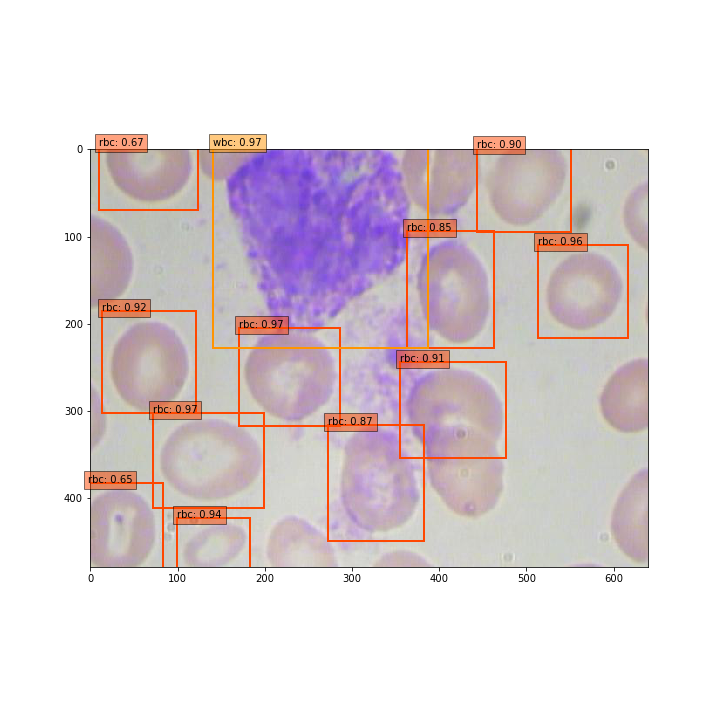 rbc: 0.67
wbc: 0.97
rbc: 0.90
rbc: 0.85
rbc: 0.96
rbc: 0.92
rbc: 0.97
rbc: 0.91
rbc: 0.97
rbc: 0.87
rbc: 0.65
rbc: 0.94
0
100
200
300
400
0 100 200 300 400 500 600